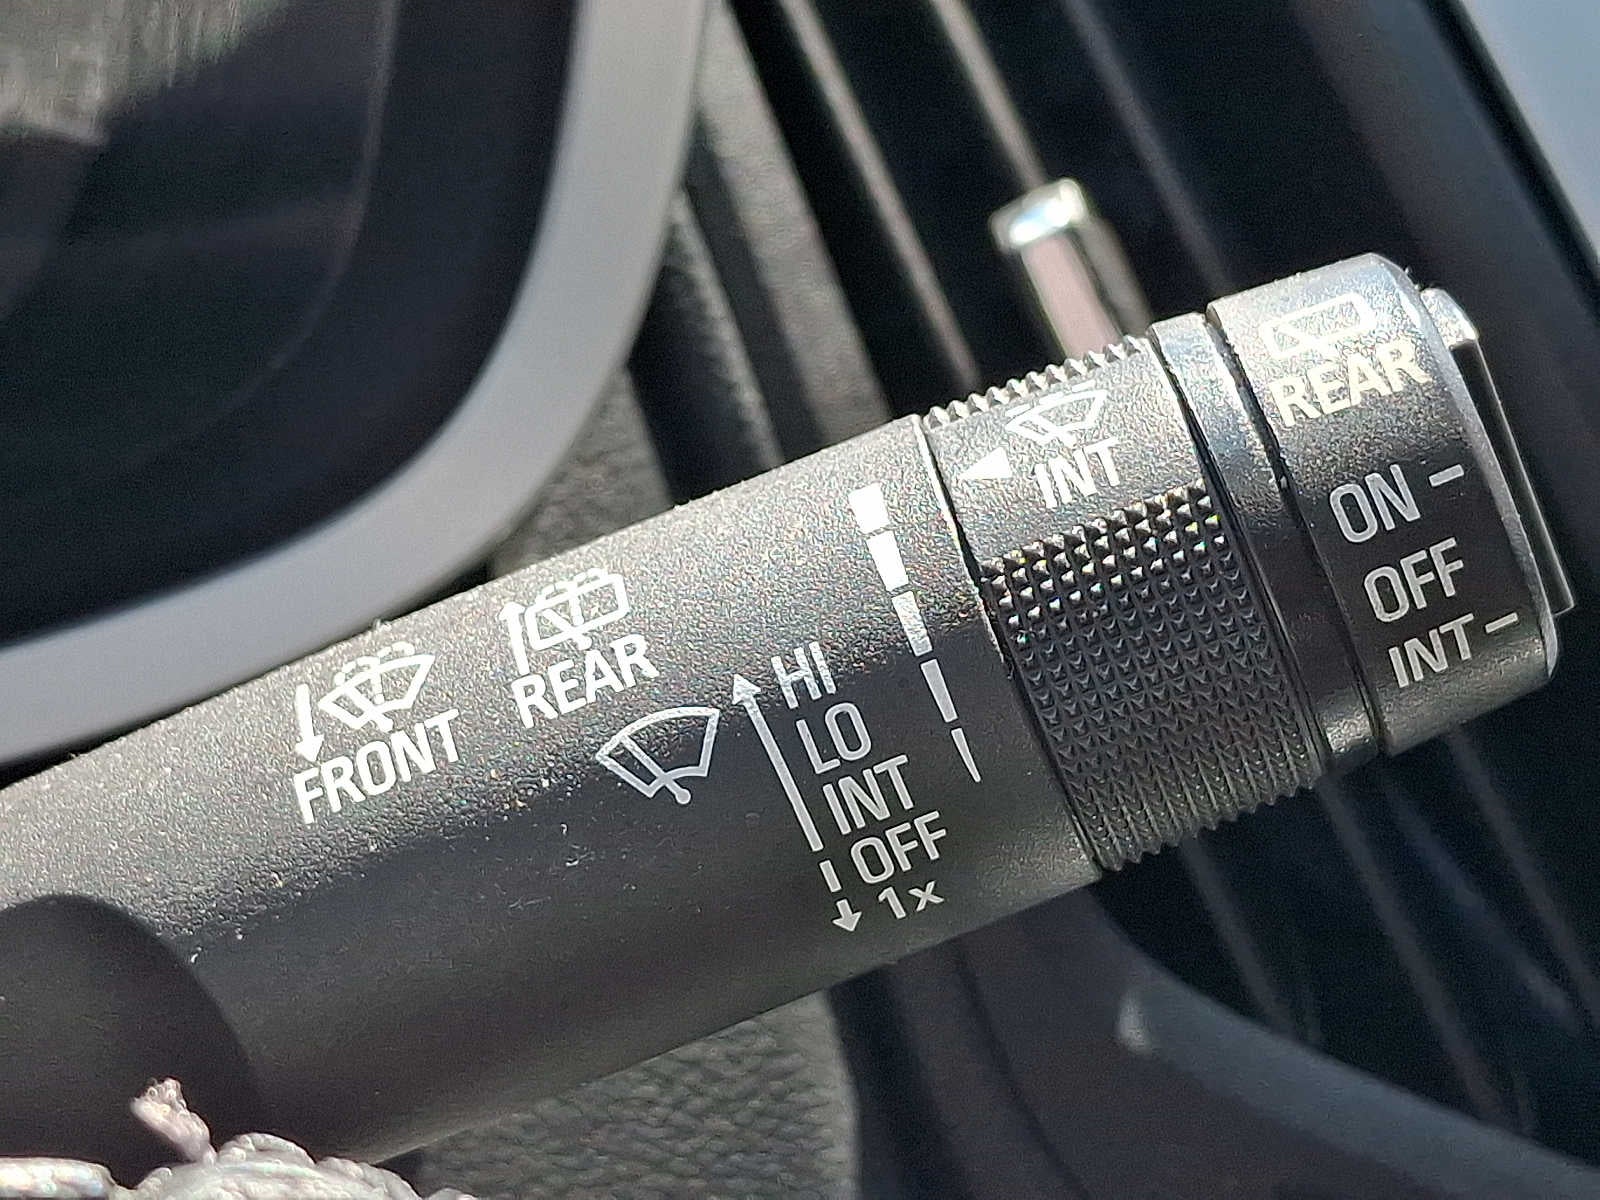 FRONT
REAR
HI
LO
INT
OFF
1x
INT
REAR
ON –
OFF
INT –